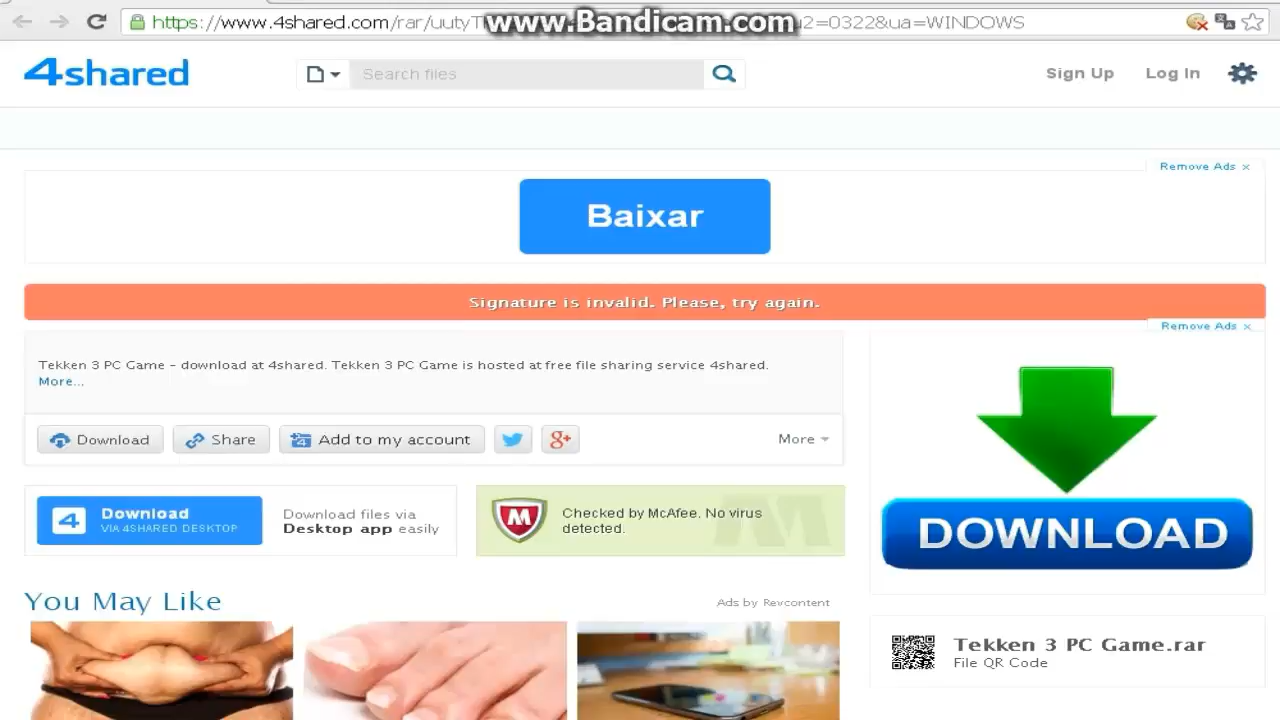 https://www.4shared.com/rar/uutyT
www.Bandicam.com
u2=0322&ua=WINDOWS
4shared
Search files
Sign Up
Log In
Remove Ads x
Baixar
Signature is invalid. Please, try again.
Remove Ads x
Tekken 3 PC Game - download at 4shared. Tekken 3 PC Game is hosted at free file sharing service 4shared.
More...
Download
Share
Add to my account
More
4
Download
VIA 4SHARED DESKTOP
Download files via
Desktop app easily
Checked by McAfee. No virus
detected.
DOWNLOAD
You May Like
Ads by Revcontent
Tekken 3 PC Game.rar
File QR Code